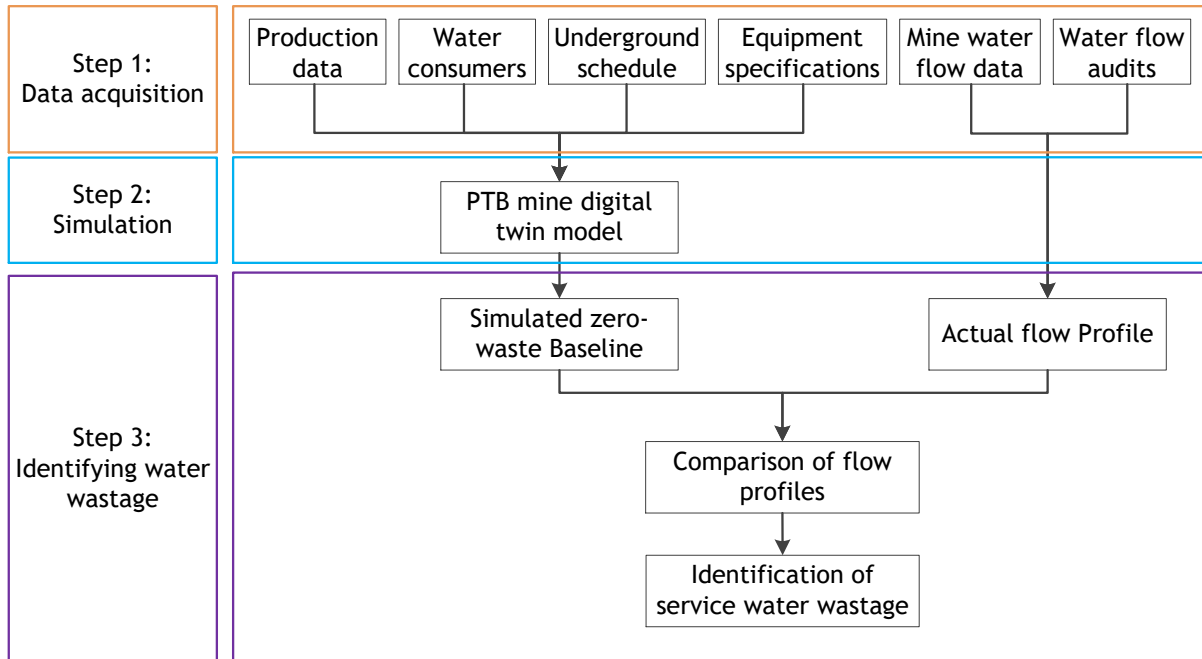 Step 1:
Data acquisition
Production
data
Water
consumers
Underground
schedule
Equipment
specifications
Mine water
flow data
Water flow
audits
Step 2:
Simulation
PTB mine digital
twin model
Step 3:
Identifying water
wastage
Simulated zero-
waste Baseline
Actual flow Profile
Comparison of flow
profiles
Identification of
service water wastage